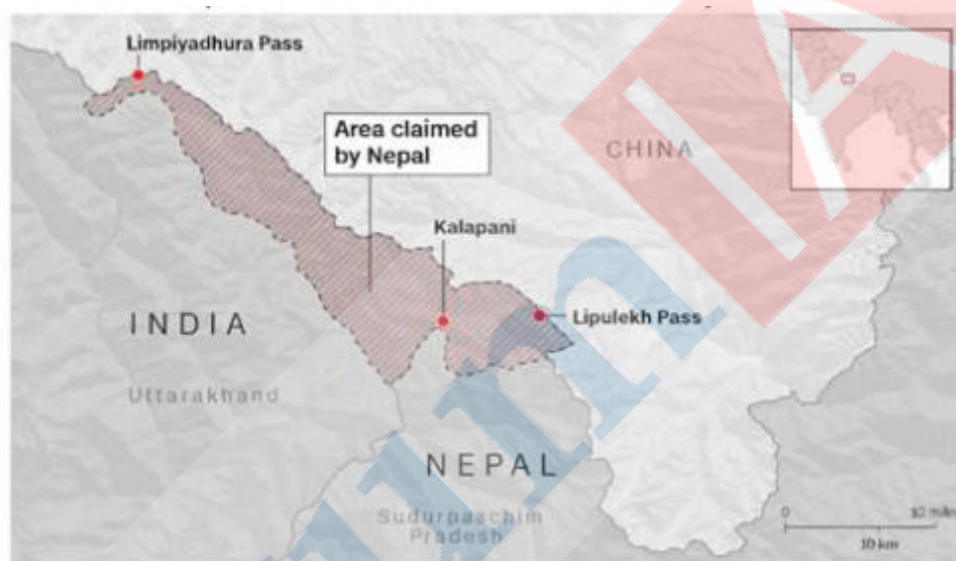 Limpiyadhura Pass
Area claimed
by Nepal
CHINA
Kalapani
INDIA
Lipulekh Pass
Uttarakhand
NEPAL
Sudurpaschim
Pradesh
0
10 km